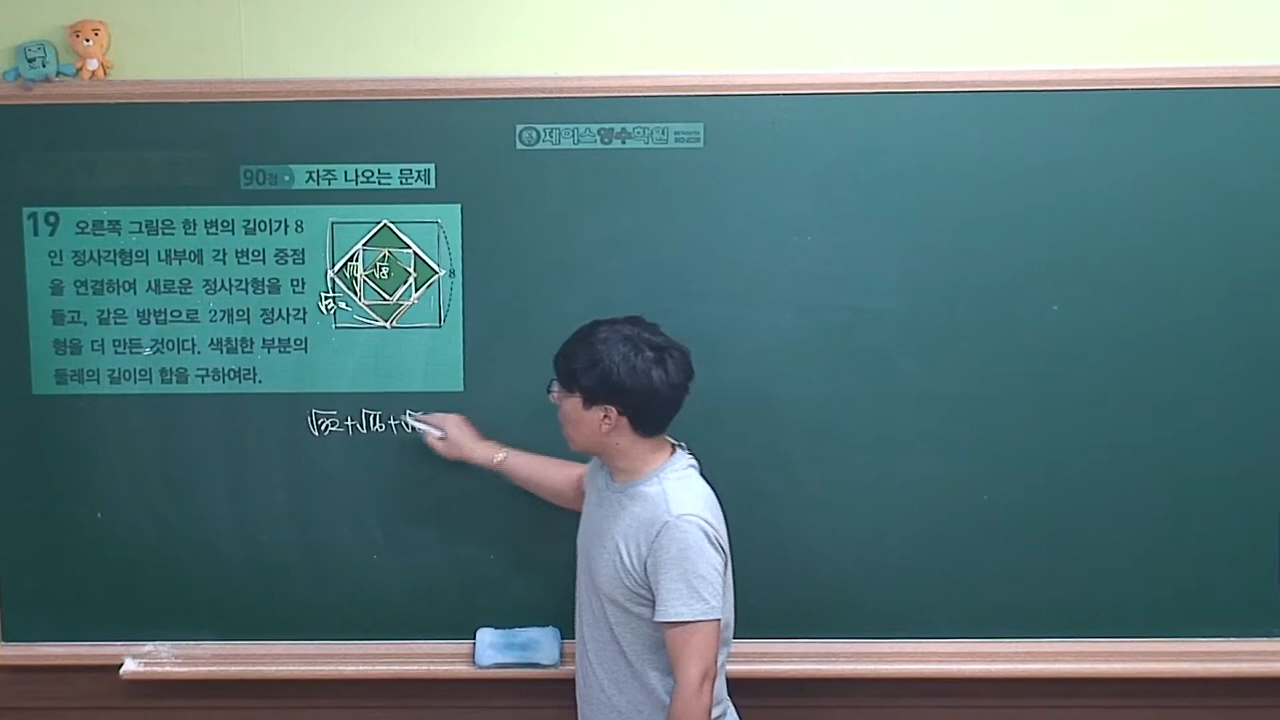 제이스영수학원
90점 자주 나오는 문제
19 오른쪽 그림은 한 변의 길이가 8
인 정사각형의 내부에 각 변의 중점
을 연결하여 새로운 정사각형을 만
들고, 같은 방법으로 2개의 정사각
형을 더 만든 것이다. 색칠한 부분의
둘레의 길이의 합을 구하여라.
√16 √8 8
√32
√32+√16+√